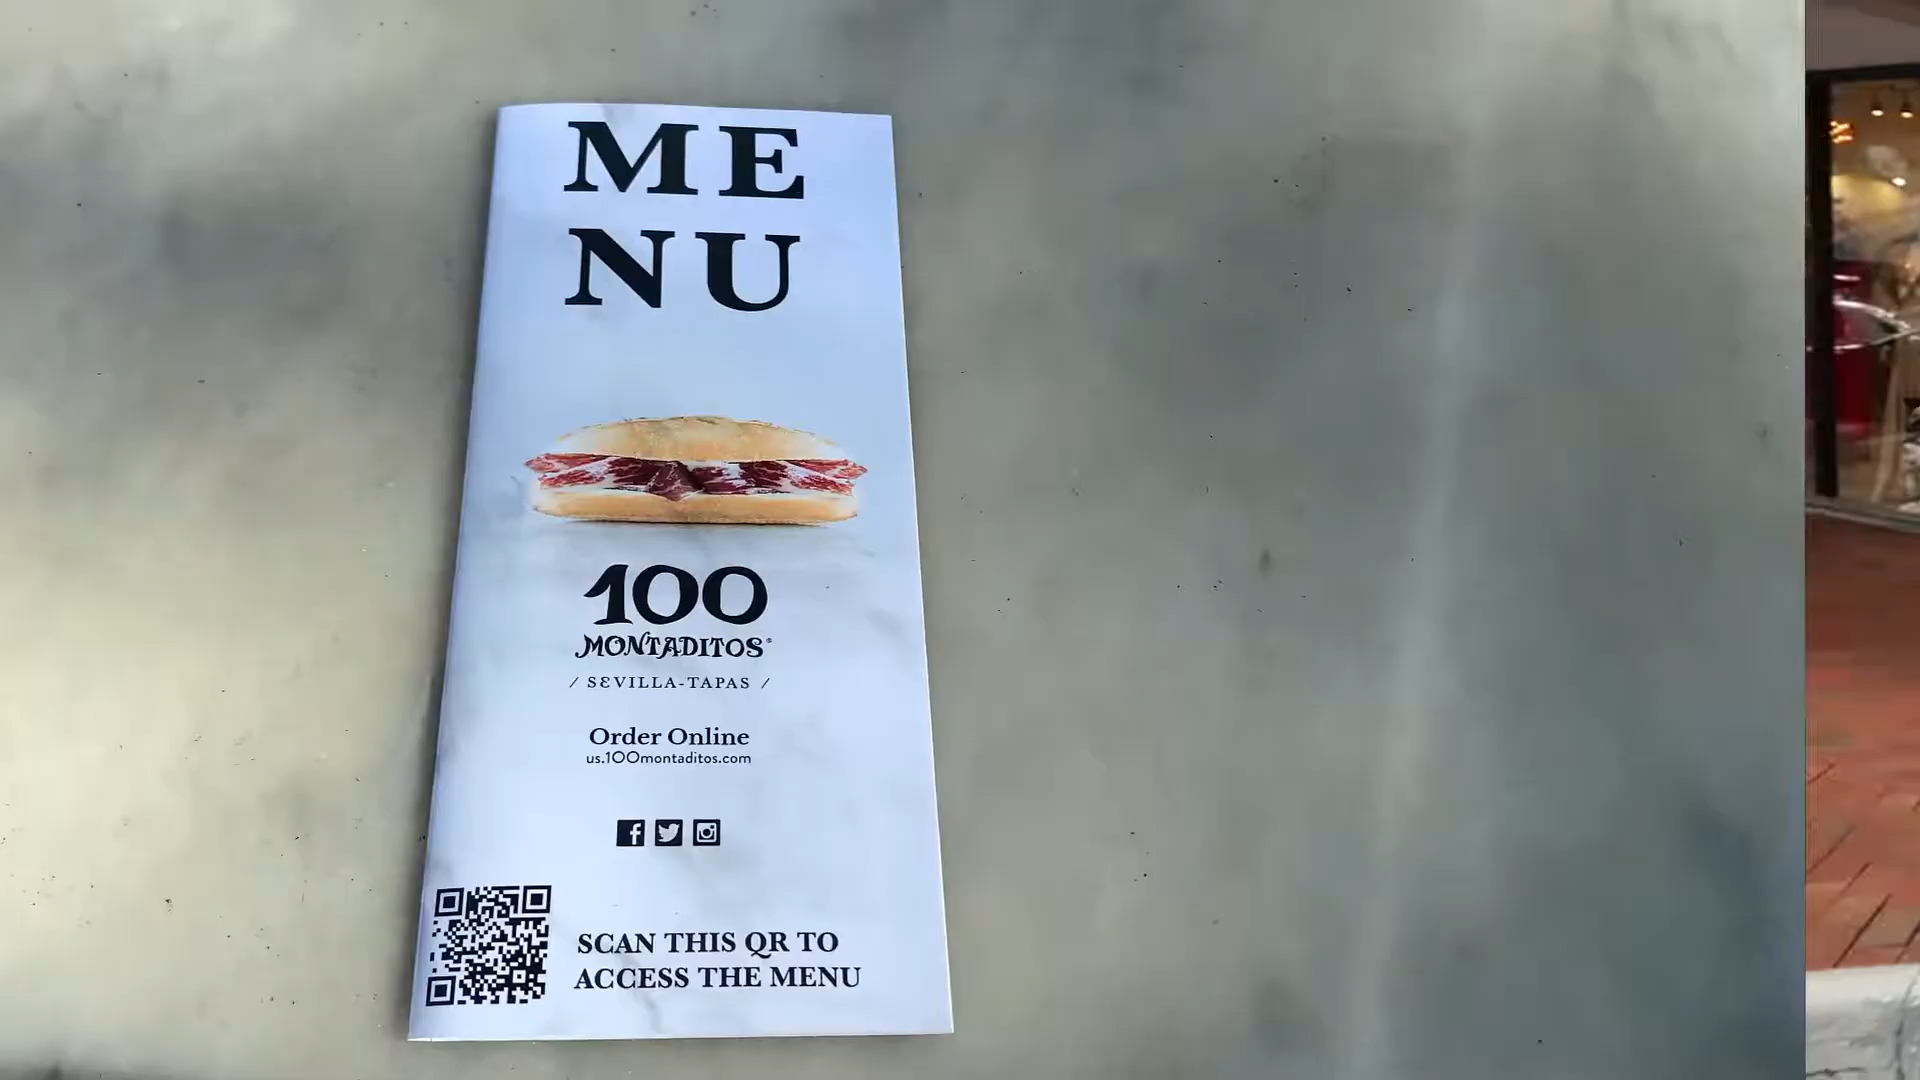 ME
NU
100
MONTADITOS®
/ SEVILLA-TAPAS /
Order Online
us.100montaditos.com
SCAN THIS QR TO
ACCESS THE MENU